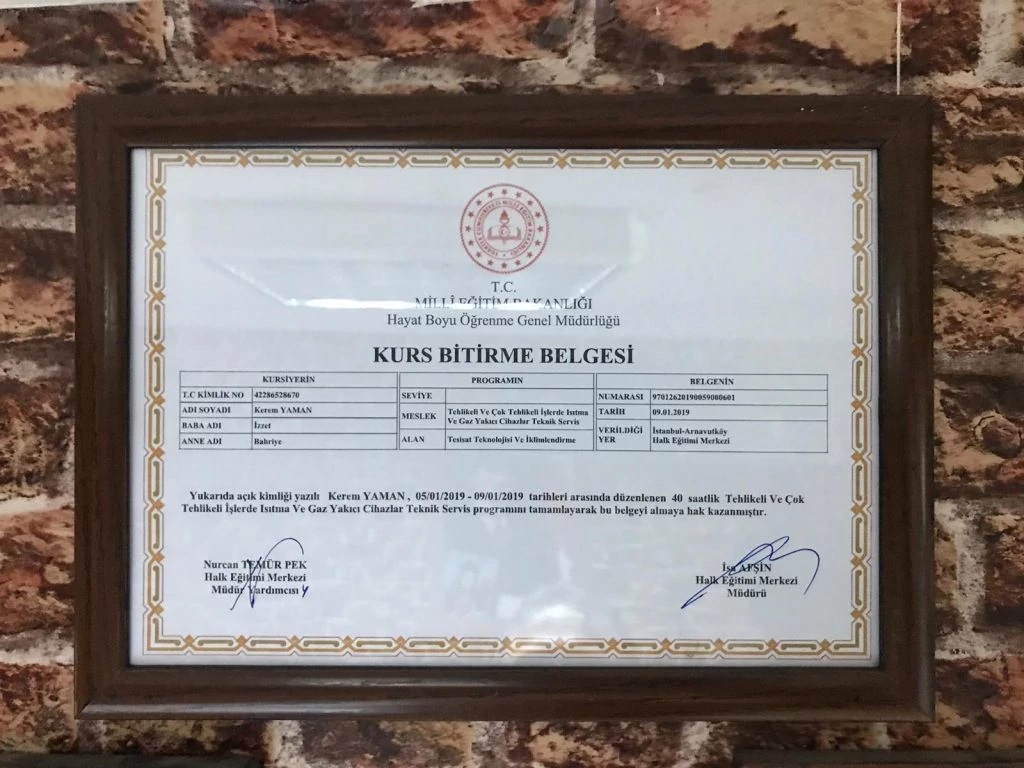 T.C.
MİLLÎ EĞİTİM BAKANLIĞI
Hayat Boyu Öğrenme Genel Müdürlüğü
KURS BİTİRME BELGESİ
KURSİYERİN
T.C KİMLİK NO 42286528670
ADI SOYADI Kerem YAMAN
BABA ADI İzzet
ANNE ADI Bahriye
PROGRAMIN
SEVİYE
MESLEK Tehlikeli Ve Çok Tehlikeli İşlerde Isıtma
Ve Gaz Yakıcı Cihazlar Teknik Servis
ALAN Tesisat Teknolojisi Ve İklimlendirme
BELGENİN
NUMARASI 97012620190059000601
TARİH 09.01.2019
VERİLDİĞİ YER İstanbul-Arnavutköy
Halk Eğitimi Merkezi
Yukarıda açık kimliği yazılı Kerem YAMAN , 05/01/2019 - 09/01/2019 tarihleri arasında düzenlenen 40 saatlik Tehlikeli Ve Çok
Tehlikeli İşlerde Isıtma Ve Gaz Yakıcı Cihazlar Teknik Servis programını tamamlayarak bu belgeyi almaya hak kazanmıştır.
Nurcan TEMÜR PEK
Halk Eğitimi Merkezi
Müdür Yardımcısı
İsa AFŞİN
Halk Eğitimi Merkezi
Müdürü